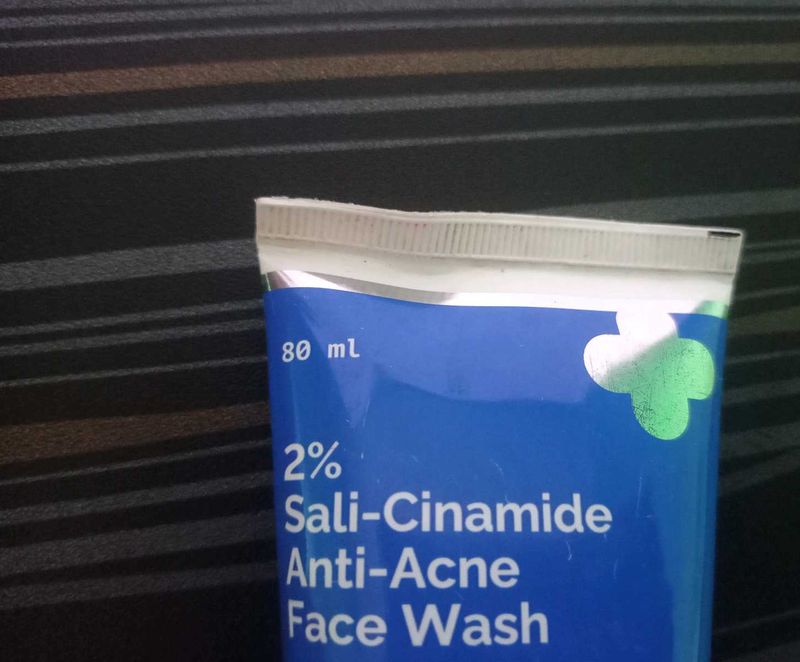 80 ml
2%
Sali-Cinamide
Anti-Acne
Face Wash